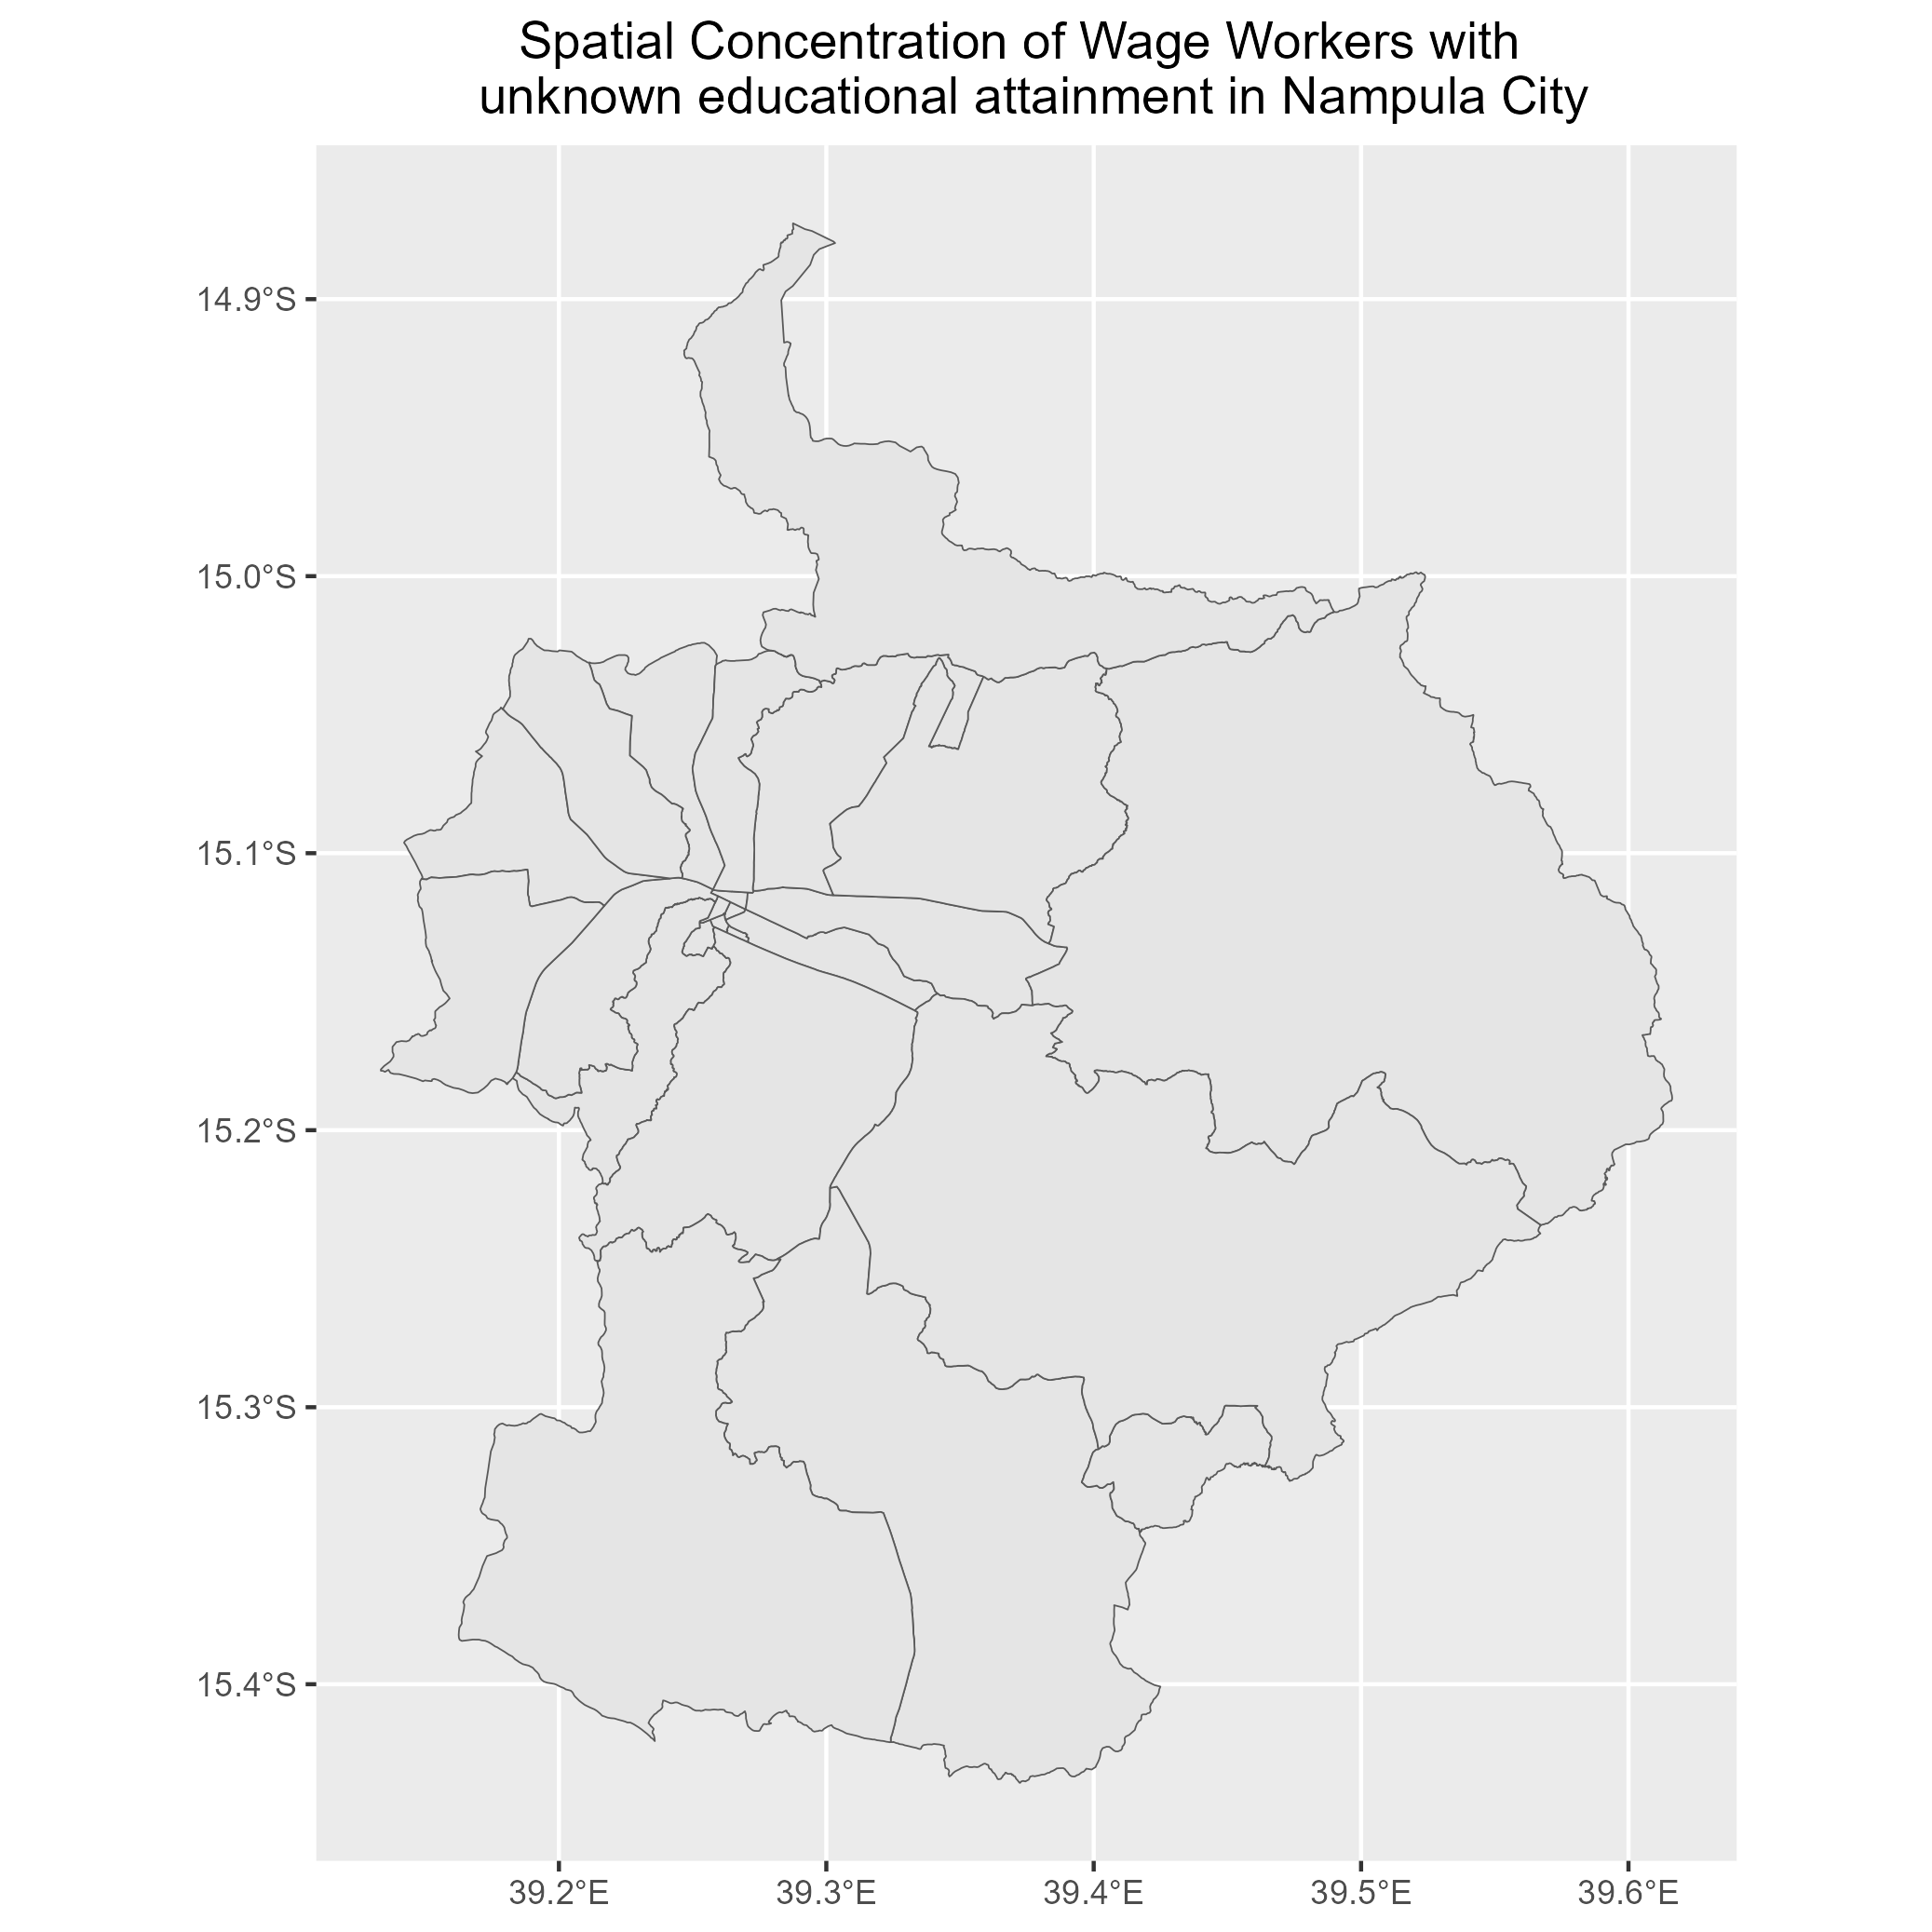 Spatial Concentration of Wage Workers with
unknown educational attainment in Nampula City
14.9°S
15.0°S
15.1°S
15.2°S
15.3°S
15.4°S
39.2°E
39.3°E
39.4°E
39.5°E
39.6°E